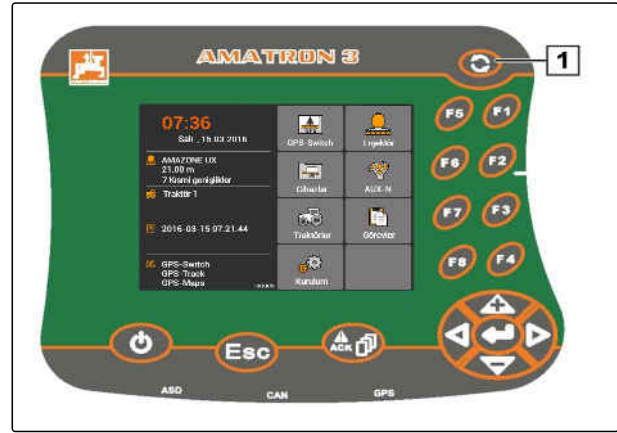 AMATRON 3
1
07:36
Salı , 15.03.2016
AMAZONE UX
21.00 m
7 Kısmi genişlikler
Traktör 1
2016-03-15 07.21.44
GPS-Switch
GPS-Track
GPS-Maps
GPS-Switch
Enjektör
Cihazlar
AUX-N
Traktörler
Görevler
Kurulum
F5
F1
F6
F2
F7
F3
F8
F4
Esc
ACK
ASD
CAN
GPS